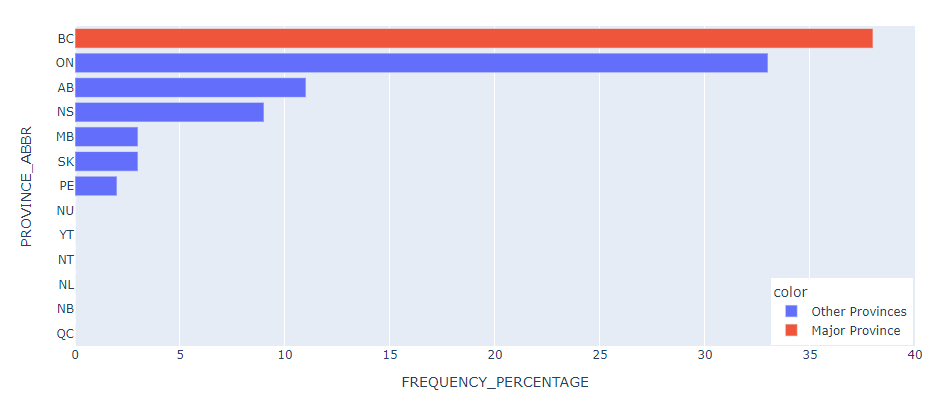 BC
ON
AB
NS
MB
SK
PE
NU
YT
NT
NL
NB
QC
PROVINCE_ABBR
0 5 10 15 20 25 30 35 40
FREQUENCY_PERCENTAGE
color
Other Provinces
Major Province